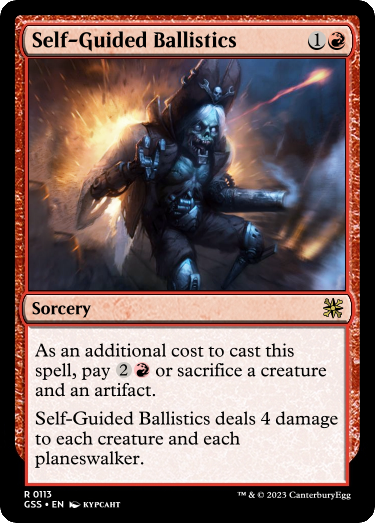 Self-Guided Ballistics 1
Sorcery
As an additional cost to cast this
spell, pay 2 or sacrifice a creature
and an artifact.
Self-Guided Ballistics deals 4 damage
to each creature and each
planeswalker.
R 0113
GSS • EN КУРСАНТ
™ & © 2023 CanterburyEgg